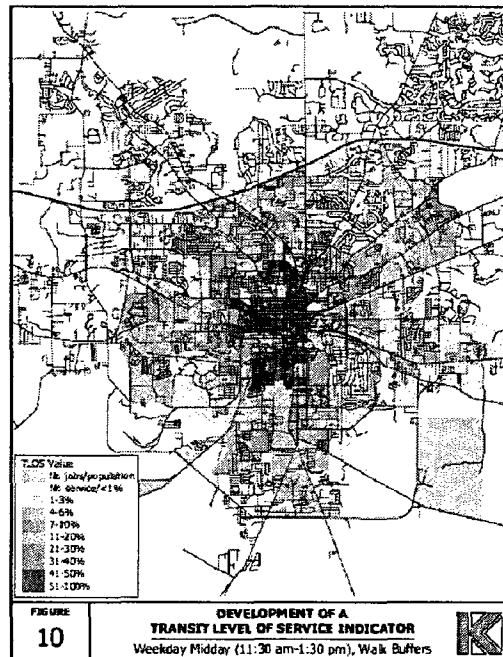 TLOS Value
No jobs/population
No service/<1%
1-3%
4-6%
7-10%
11-20%
21-30%
31-40%
41-50%
51-100%
FIGURE
10
DEVELOPMENT OF A
TRANSIT LEVEL OF SERVICE INDICATOR
Weekday Midday (11:30 am-1:30 pm), Walk Buffers